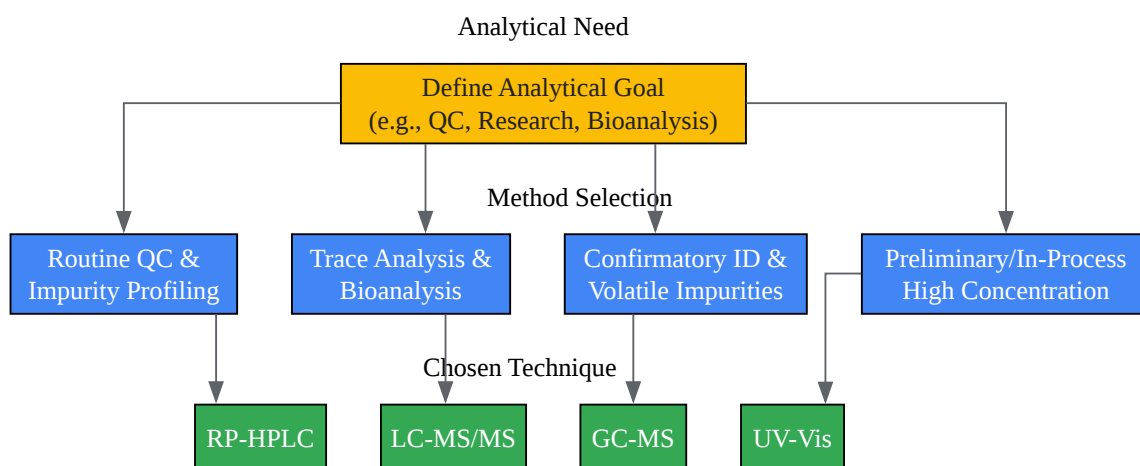 Analytical Need
Define Analytical Goal
(e.g., QC, Research, Bioanalysis)
Method Selection
Routine QC &
Impurity Profiling
Trace Analysis &
Bioanalysis
Confirmatory ID &
Volatile Impurities
Preliminary/In-Process
High Concentration
Chosen Technique
RP-HPLC
LC-MS/MS
GC-MS
UV-Vis